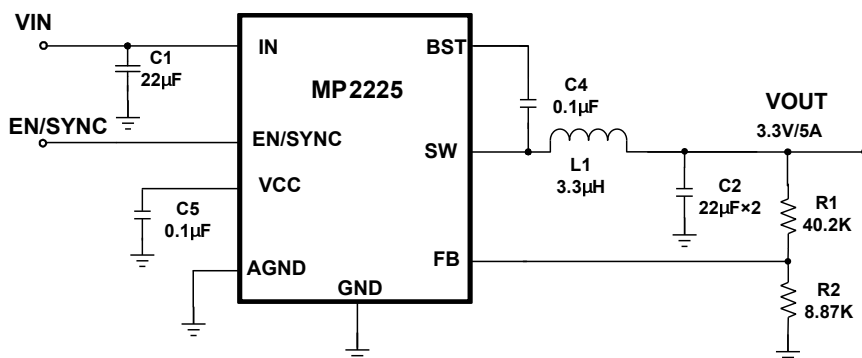 VIN
C1
22µF
IN
BST
MP2225
C4
0.1µF
VOUT
3.3V/5A
EN/SYNC
EN/SYNC
SW
L1
3.3µH
VCC
C5
0.1µF
C2
22µF×2
R1
40.2K
AGND
FB
GND
R2
8.87K